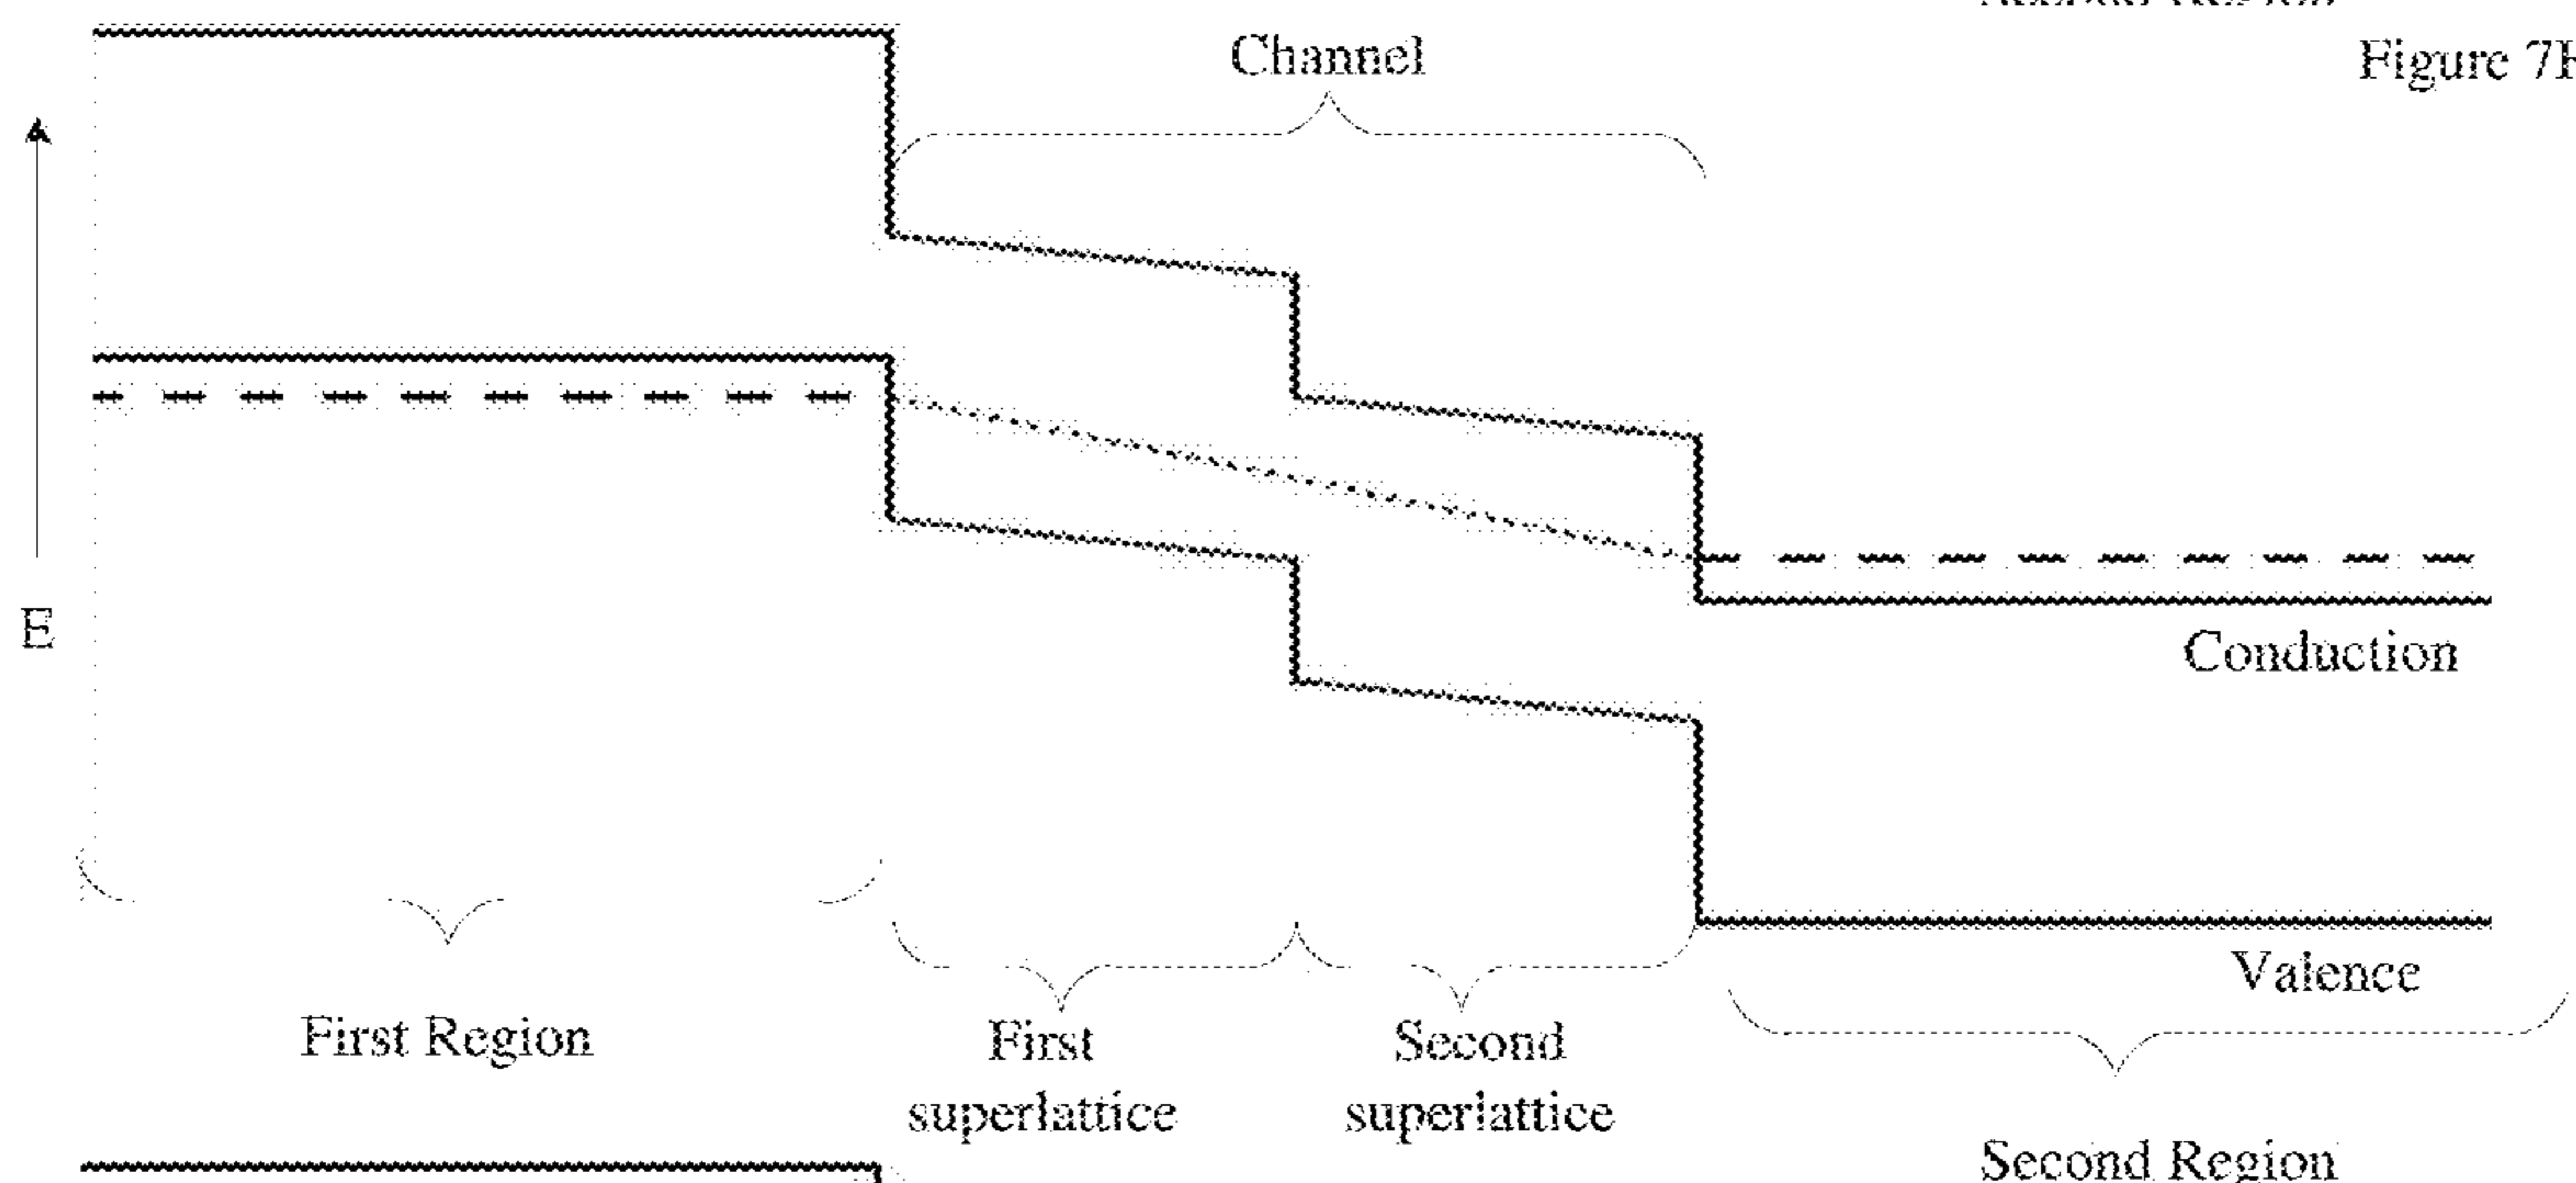 Channel
Figure 7
E
Conduction
Valence
First Region
First
superlattice
Second
superlattice
Second Region